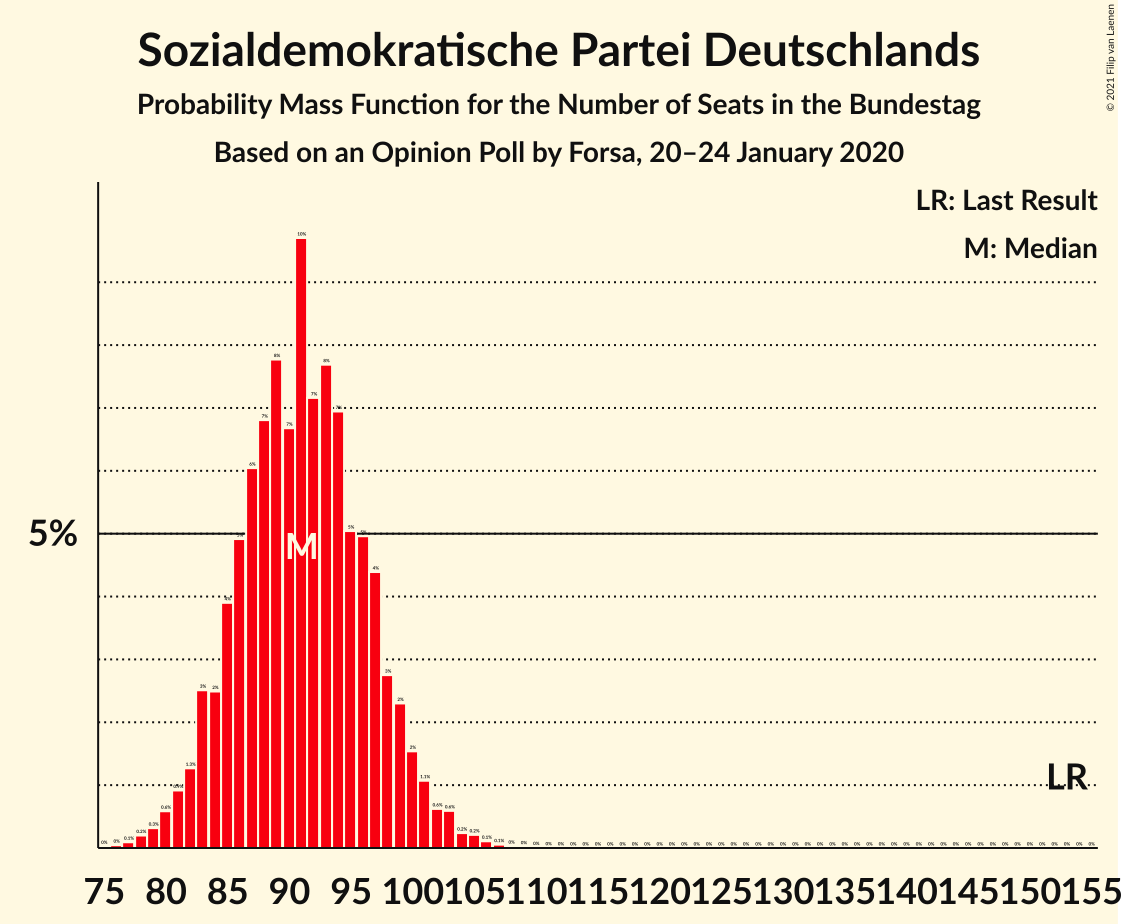 Sozialdemokratische Partei Deutschlands
Probability Mass Function for the Number of Seats in the Bundestag
Based on an Opinion Poll by Forsa, 20–24 January 2020
© 2021 Filip van Laenen
LR: Last Result
M: Median
5%
M
LR
75 80 85 90 95 100 105 110 115 120 125 130 135 140 145 150 155